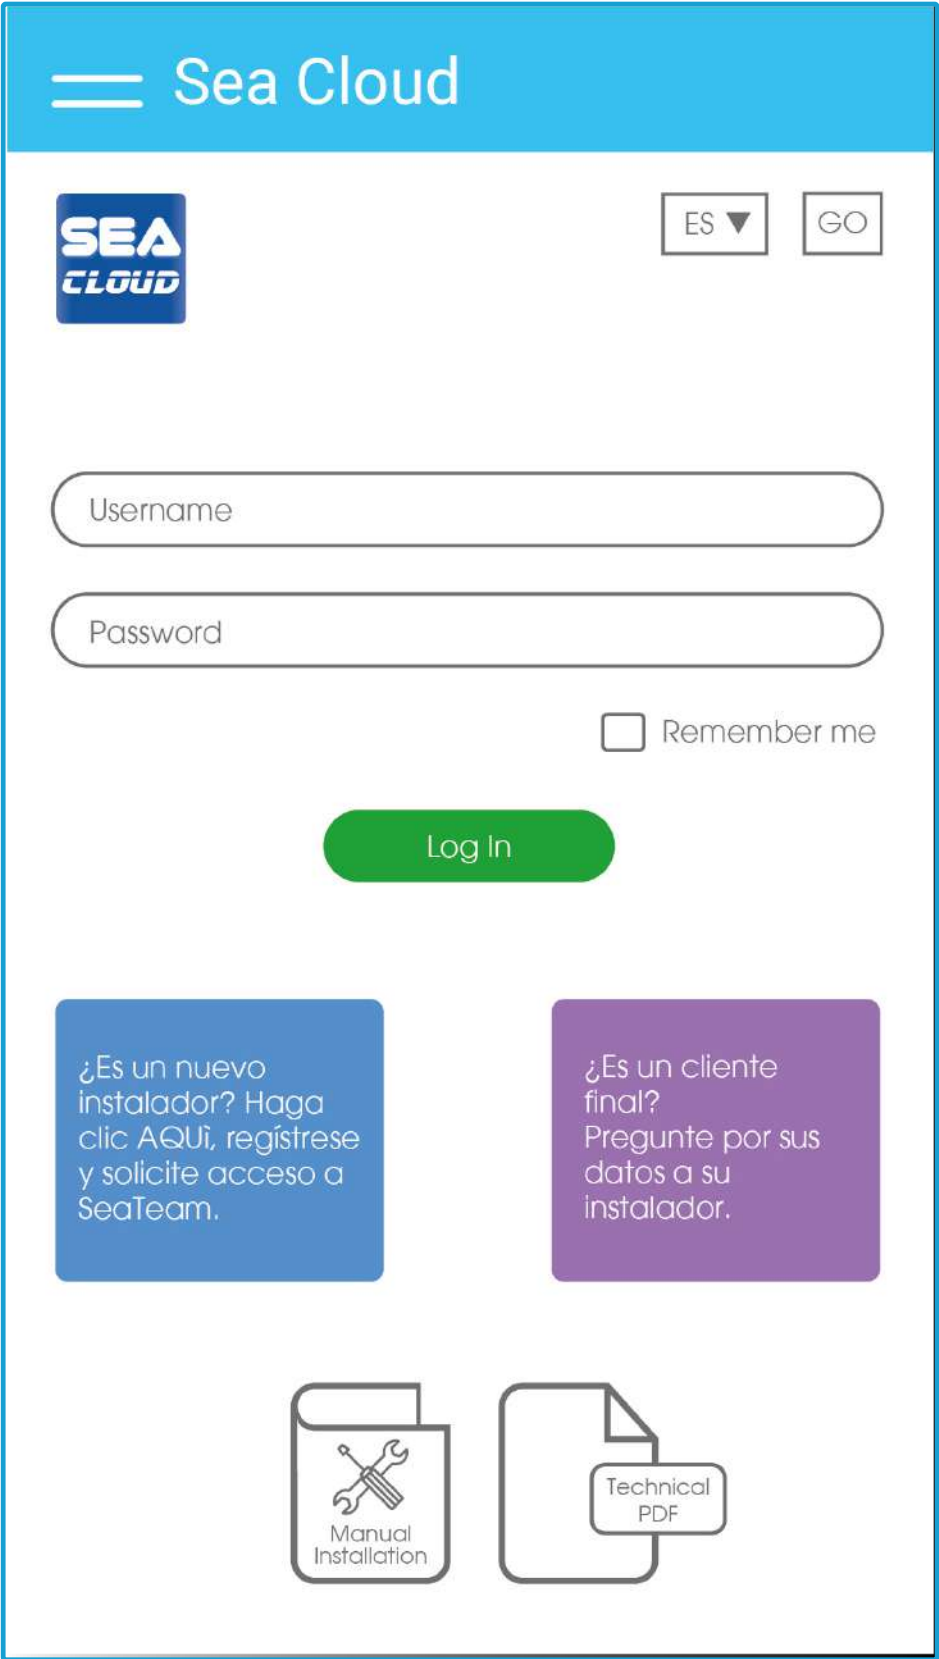 Sea Cloud
SEA
CLOUD
ES ▼
GO
Username
Password
Remember me
Log In
¿Es un nuevo
instalador? Haga
clic AQUì, regístrese
y solicite acceso a
SeaTeam.
¿Es un cliente
final?
Pregunte por sus
datos a su
instalador.
Manual
Installation
Technical
PDF